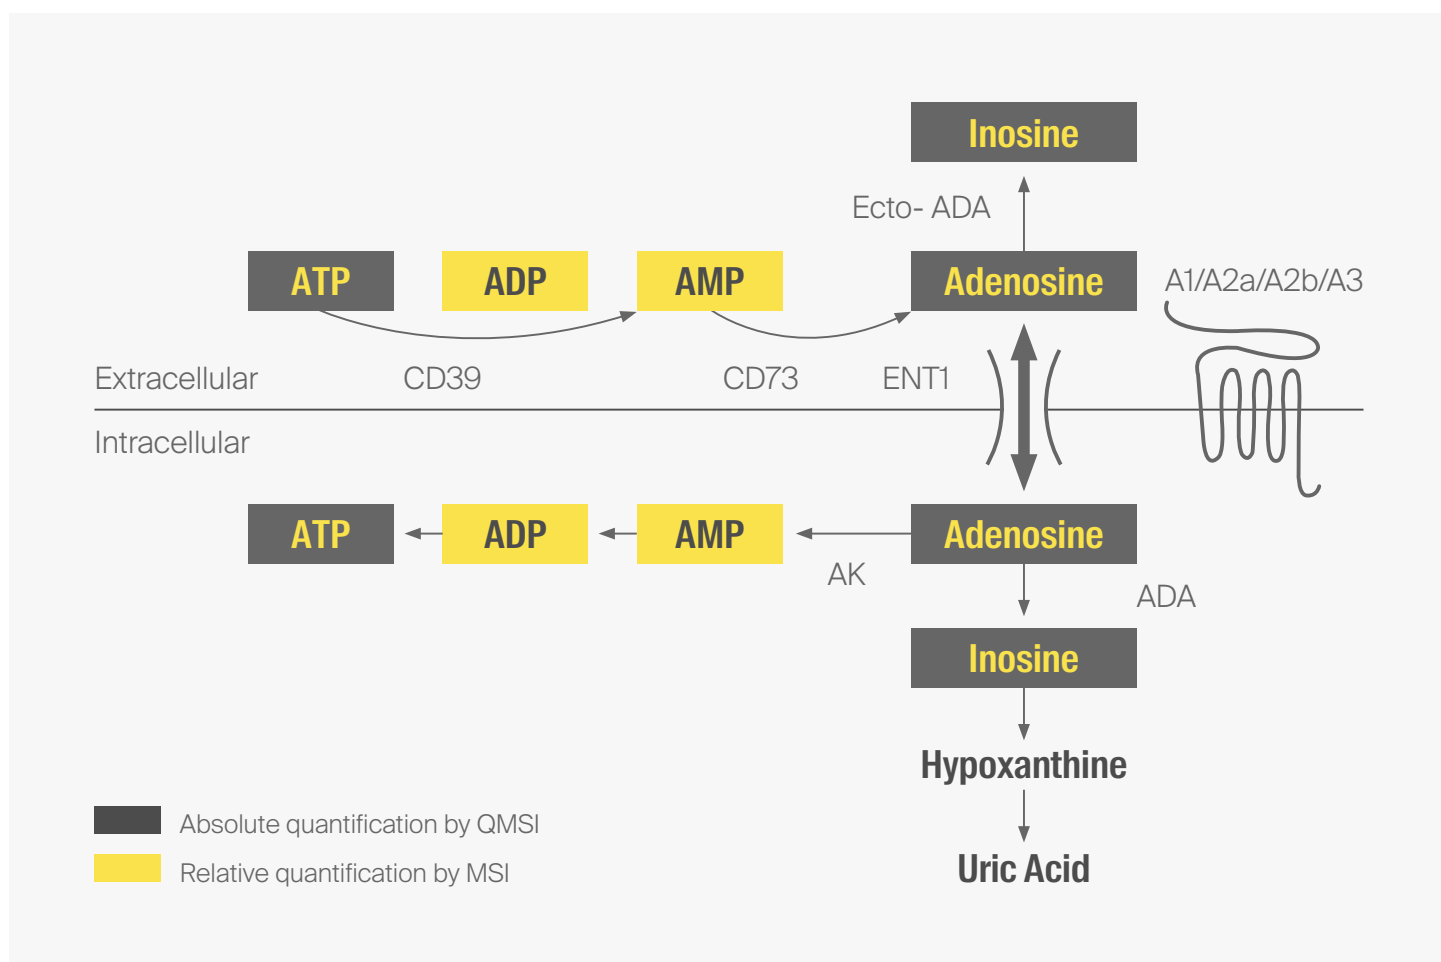 Inosine
Ecto- ADA
ATP
ADP
AMP
Adenosine
A1/A2a/A2b/A3
Extracellular
CD39
CD73
ENT1
Intracellular
ATP
ADP
AMP
Adenosine
AK
ADA
Inosine
Hypoxanthine
Uric Acid
Absolute quantification by QMSI
Relative quantification by MSI